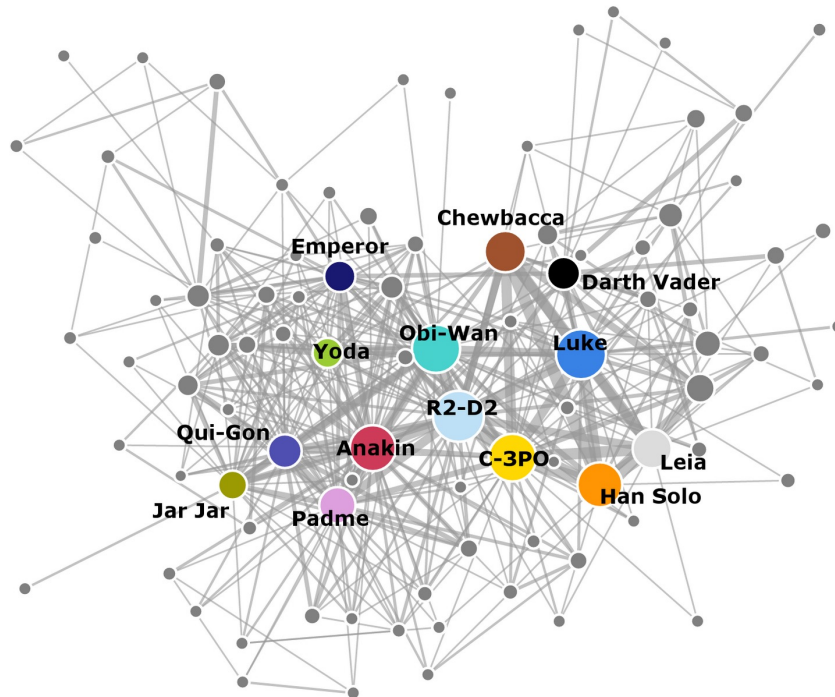 Chewbacca
Emperor
Darth Vader
Obi-Wan
Luke
Yoda
R2-D2
Qui-Gon
Anakin
C-3PO
Leia
Han Solo
Jar Jar
Padme